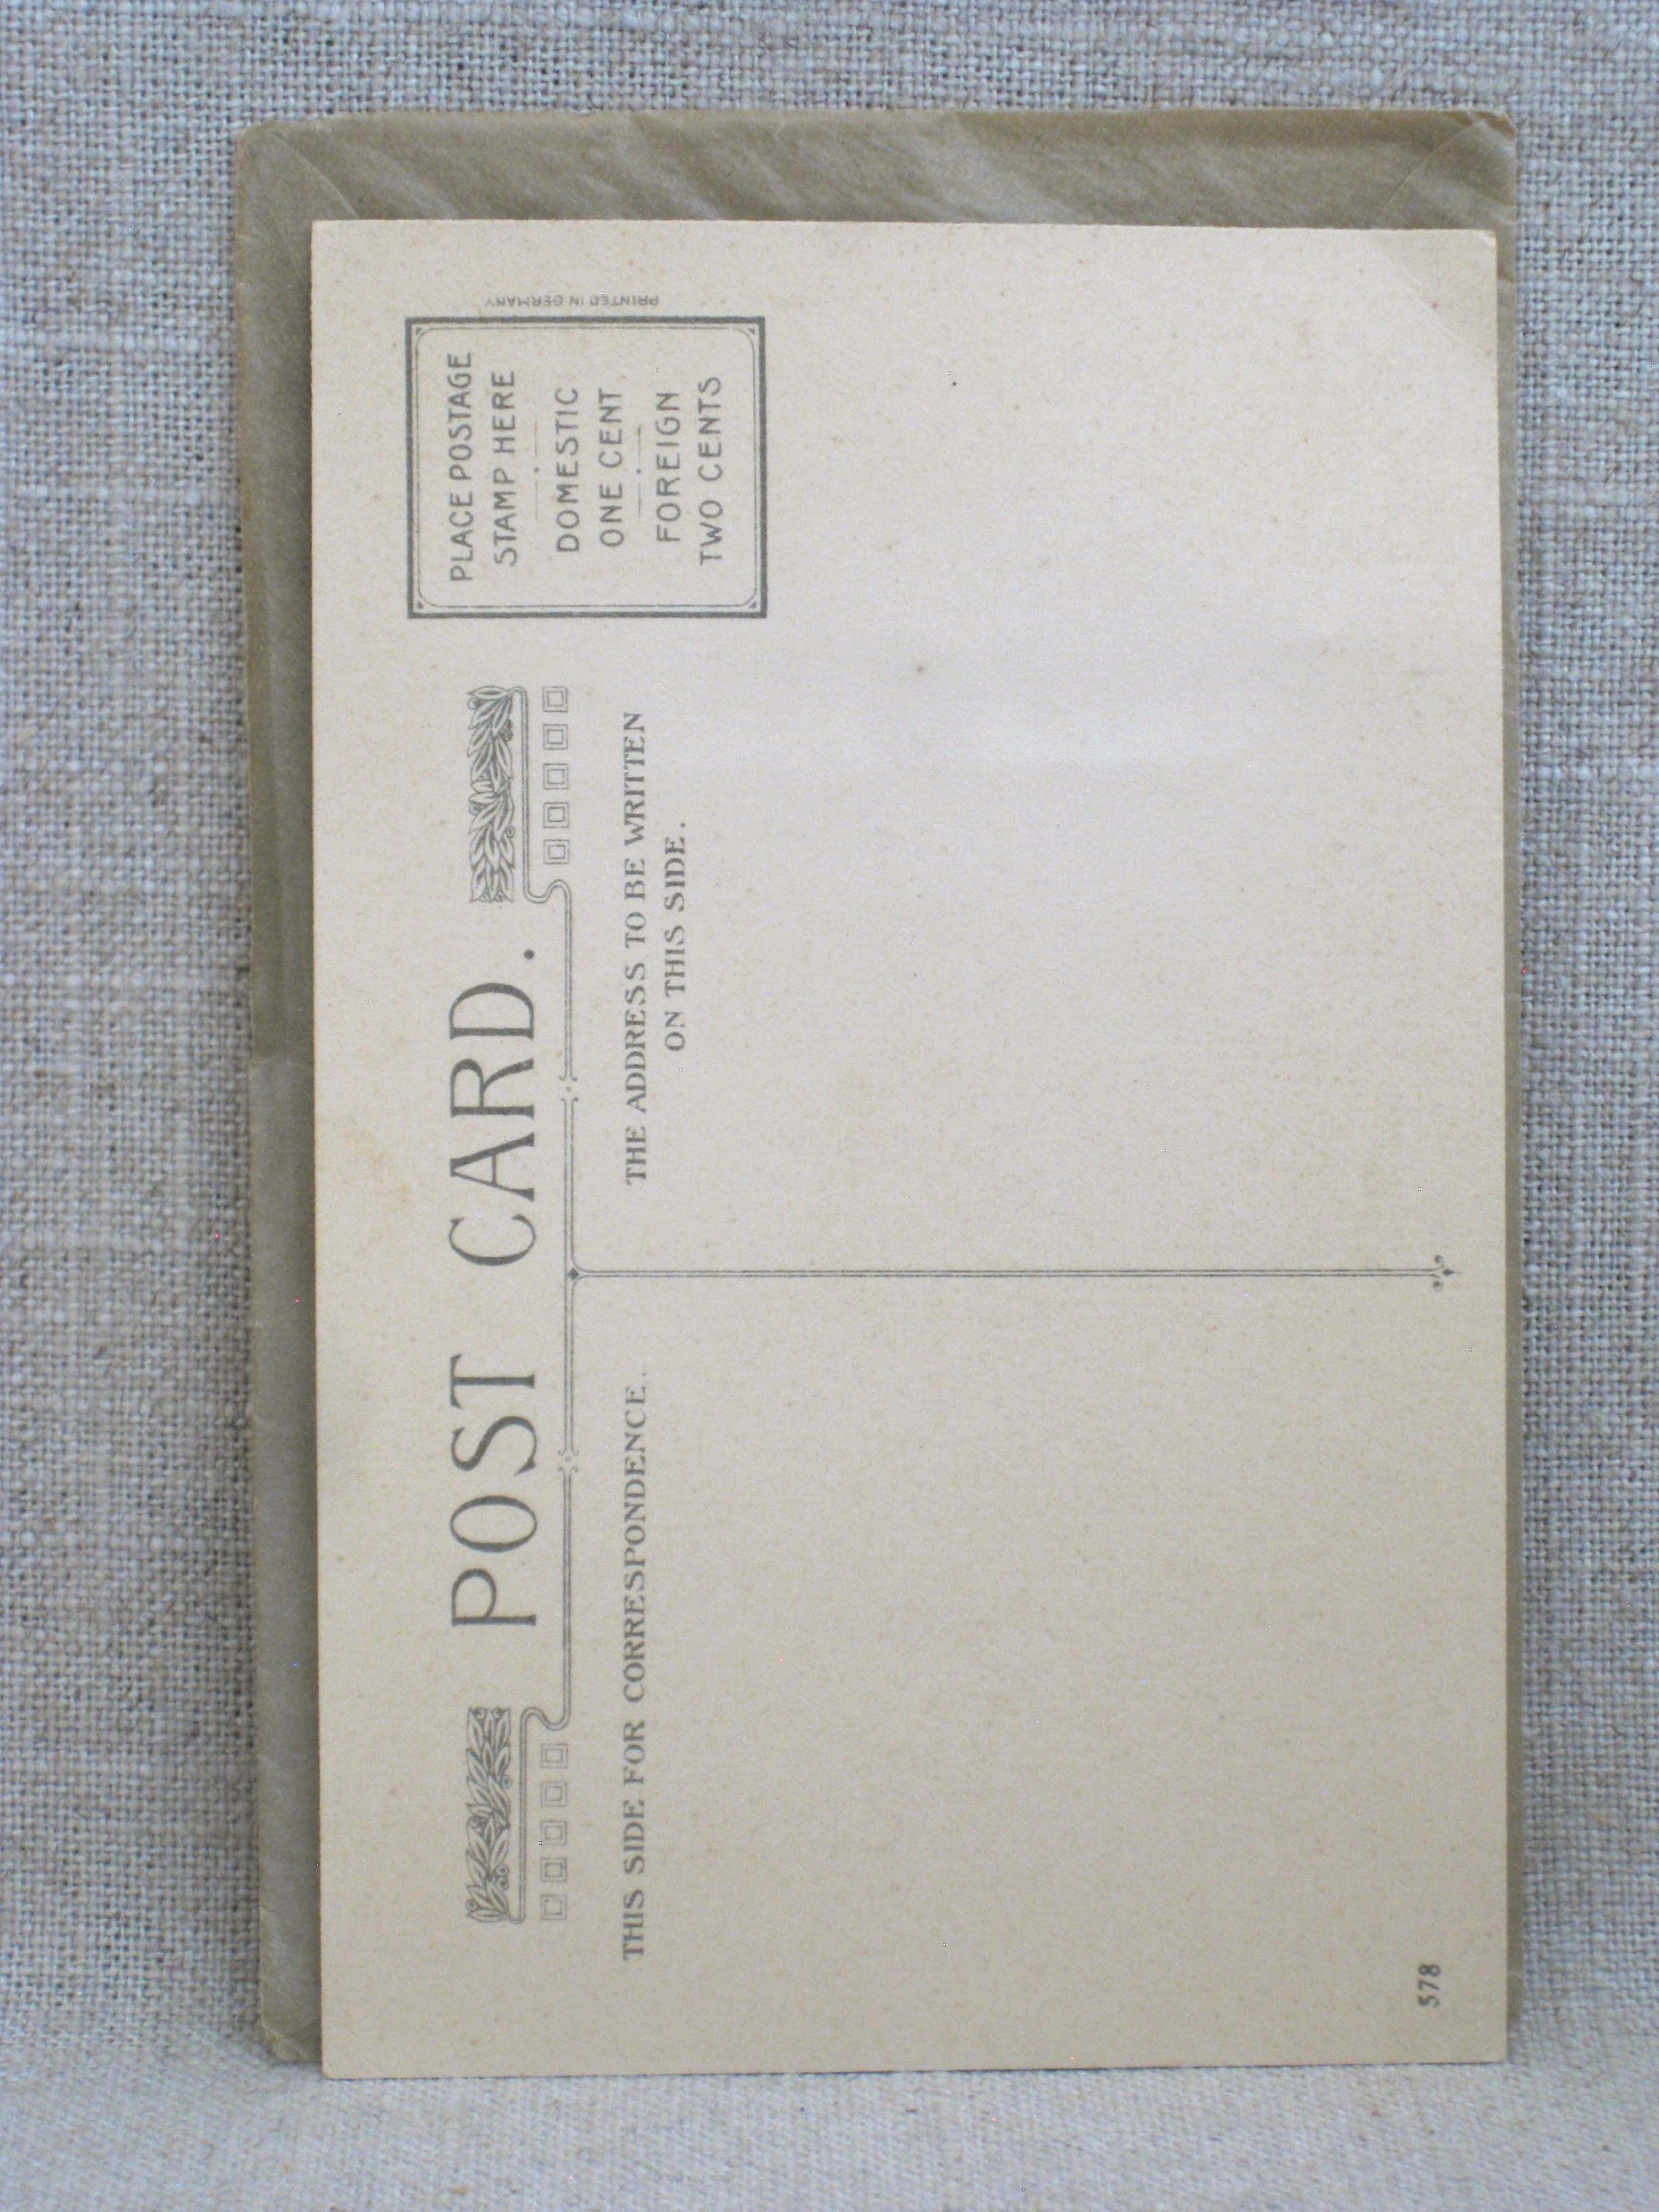 POST CARD.
PLACE POSTAGE
STAMP HERE
DOMESTIC
ONE CENT
FOREIGN
TWO CENTS
PRINTED IN GERMANY
THIS SIDE FOR CORRESPONDENCE.
THE ADDRESS TO BE WRITTEN
ON THIS SIDE.
578